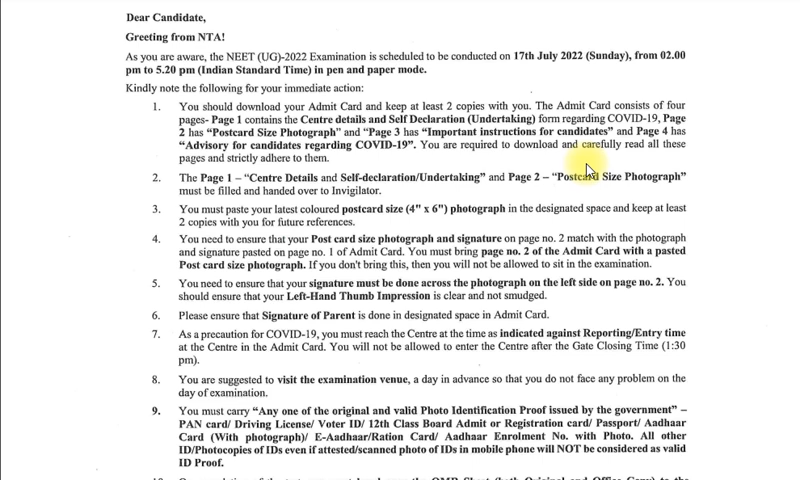 Dear Candidate,
Greeting from NTA!
As you are aware, the NEET (UG)-2022 Examination is scheduled to be conducted on 17th July 2022 (Sunday), from 02.00
pm to 5.20 pm (Indian Standard Time) in pen and paper mode.
Kindly note the following for your immediate action:
1. You should download your Admit Card and keep at least 2 copies with you. The Admit Card consists of four
pages- Page 1 contains the Centre details and Self Declaration (Undertaking) form regarding COVID-19, Page
2 has “Postcard Size Photograph” and “Page 3 has “Important instructions for candidates” and Page 4 has
“Advisory for candidates regarding COVID-19”. You are required to download and carefully read all these
pages and strictly adhere to them.
2. The Page 1 – “Centre Details and Self-declaration/Undertaking” and Page 2 – “Postcard Size Photograph”
must be filled and handed over to Invigilator.
3. You must paste your latest coloured postcard size (4" x 6") photograph in the designated space and keep at least
2 copies with you for future references.
4. You need to ensure that your Post card size photograph and signature on page no. 2 match with the photograph
and signature pasted on page no. 1 of Admit Card. You must bring page no. 2 of the Admit Card with a pasted
Post card size photograph. If you don't bring this, then you will not be allowed to sit in the examination.
5. You need to ensure that your signature must be done across the photograph on the left side on page no. 2. You
should ensure that your Left-Hand Thumb Impression is clear and not smudged.
6. Please ensure that Signature of Parent is done in designated space in Admit Card.
7. As a precaution for COVID-19, you must reach the Centre at the time as indicated against Reporting/Entry time
at the Centre in the Admit Card. You will not be allowed to enter the Centre after the Gate Closing Time (1:30
pm).
8. You are suggested to visit the examination venue, a day in advance so that you do not face any problem on the
day of examination.
9. You must carry “Any one of the original and valid Photo Identification Proof issued by the government” –
PAN card/ Driving License/ Voter ID/ 12th Class Board Admit or Registration card/ Passport/ Aadhaar
Card (With photograph)/ E-Aadhaar/Ration Card/ Aadhaar Enrolment No. with Photo. All other
ID/Photocopies of IDs even if attested/scanned photo of IDs in mobile phone will NOT be considered as valid
ID Proof.